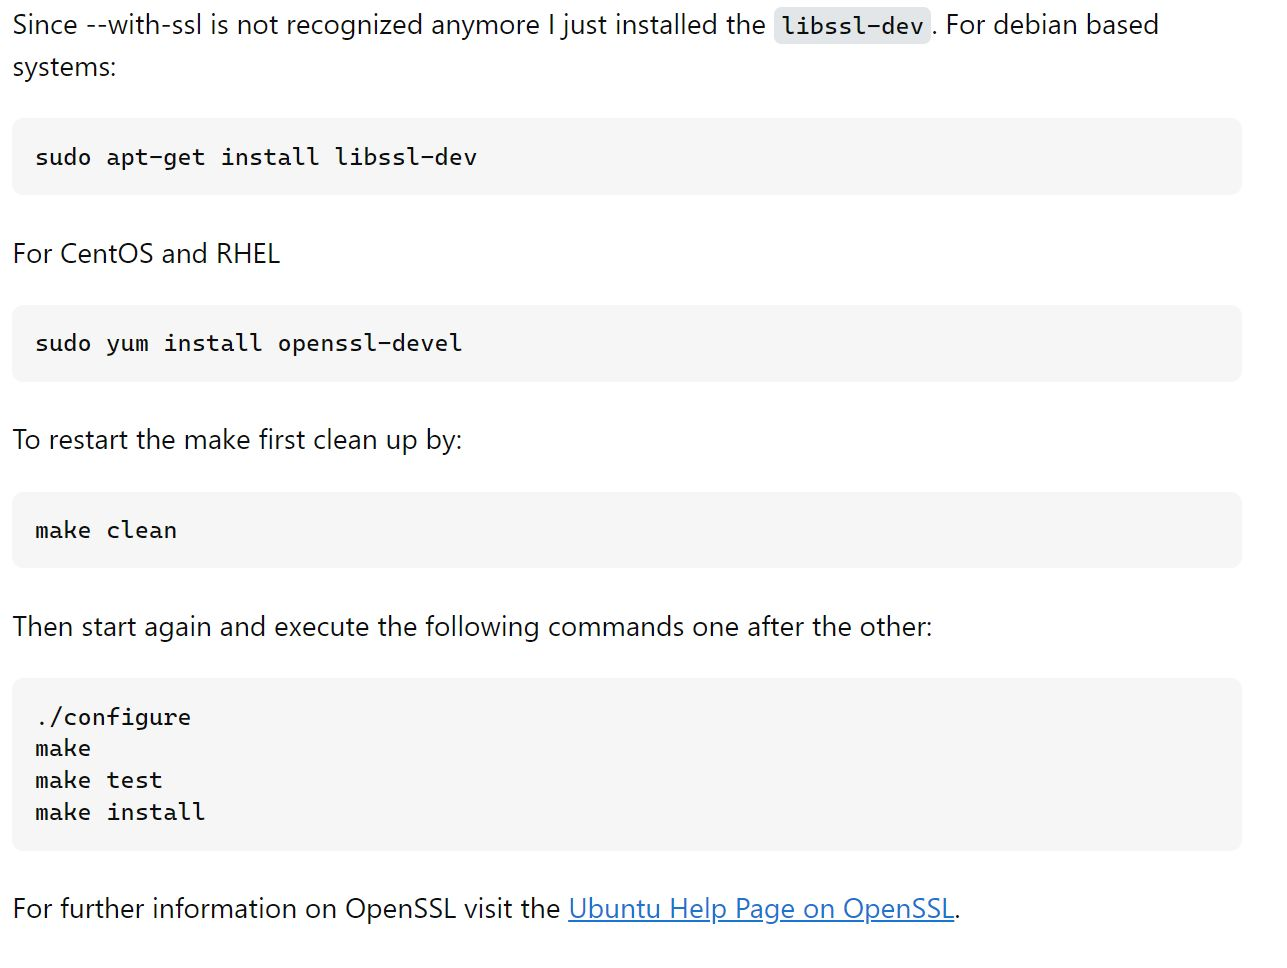 Since --with-ssl is not recognized anymore I just installed the libssl-dev. For debian based
systems:
sudo apt-get install libssl-dev
For CentOS and RHEL
sudo yum install openssl-devel
To restart the make first clean up by:
make clean
Then start again and execute the following commands one after the other:
./configure
make
make test
make install
For further information on OpenSSL visit the Ubuntu Help Page on OpenSSL.